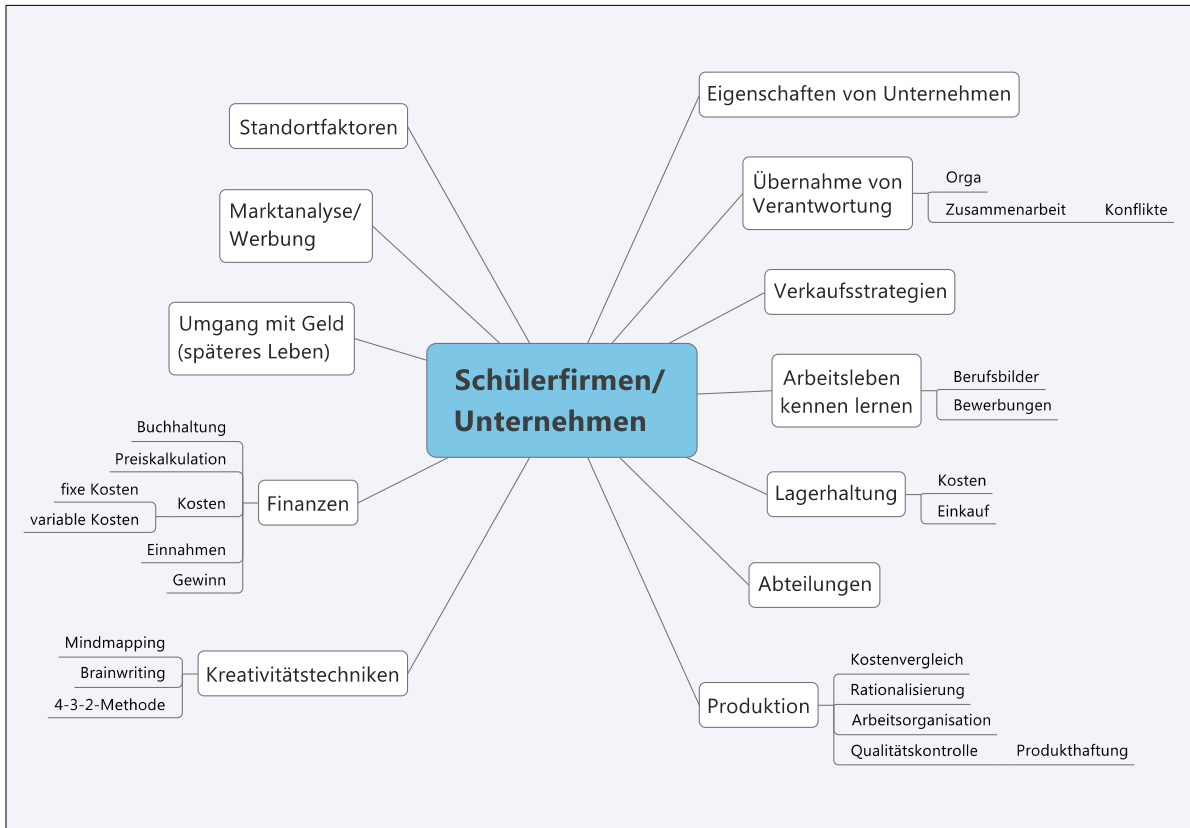 Schülerfirmen/
Unternehmen
Eigenschaften von Unternehmen
Übernahme von
Verantwortung
Orga
Zusammenarbeit
Konflikte
Verkaufsstrategien
Arbeitsleben
kennen lernen
Berufsbilder
Bewerbungen
Lagerhaltung
Kosten
Einkauf
Abteilungen
Produktion
Kostenvergleich
Rationalisierung
Arbeitsorganisation
Qualitätskontrolle
Produkthaftung
Standortfaktoren
Marktanalyse/
Werbung
Umgang mit Geld
(späteres Leben)
Finanzen
Buchhaltung
Preiskalkulation
Kosten
fixe Kosten
variable Kosten
Einnahmen
Gewinn
Kreativitätstechniken
Mindmapping
Brainwriting
4-3-2-Methode